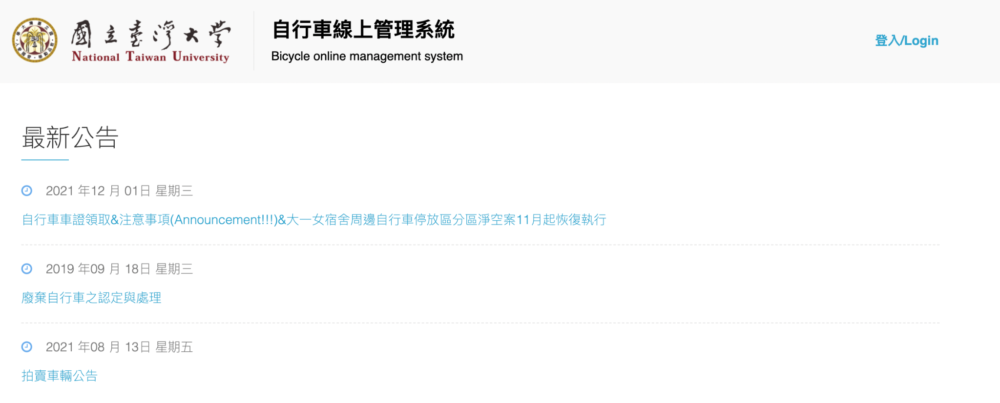 國立臺灣大學
National Taiwan University
自行車線上管理系統
Bicycle online management system
登入/Login
最新公告
2021 年12 月 01日 星期三
自行車車證領取&注意事項(Announcement!!!)&大一女宿舍周邊自行車停放區分區淨空案11月起恢復執行
2019 年09 月 18日 星期三
廢棄自行車之認定與處理
2021 年08 月 13日 星期五
拍賣車輛公告